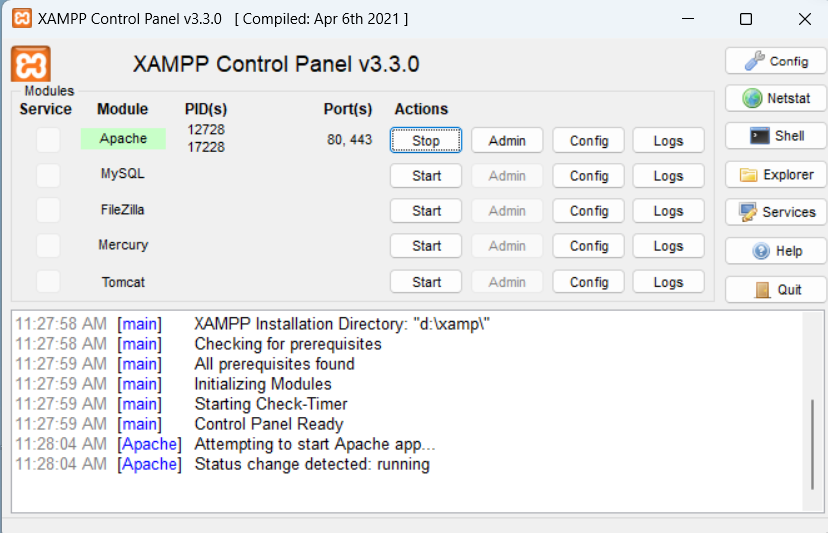 XAMPP Control Panel v3.3.0 [ Compiled: Apr 6th 2021 ]
XAMPP Control Panel v3.3.0
Config
Modules
Service Module PID(s) Port(s) Actions
Netstat
Apache 12728 17228 80, 443 Stop Admin Config Logs
Shell
MySQL Start Admin Config Logs
Explorer
FileZilla Start Admin Config Logs
Services
Mercury Start Admin Config Logs
Help
Tomcat Start Admin Config Logs
Quit
11:27:58 AM [main] XAMPP Installation Directory: "d:\xamp\"
11:27:58 AM [main] Checking for prerequisites
11:27:59 AM [main] All prerequisites found
11:27:59 AM [main] Initializing Modules
11:27:59 AM [main] Starting Check-Timer
11:27:59 AM [main] Control Panel Ready
11:28:04 AM [Apache] Attempting to start Apache app...
11:28:04 AM [Apache] Status change detected: running